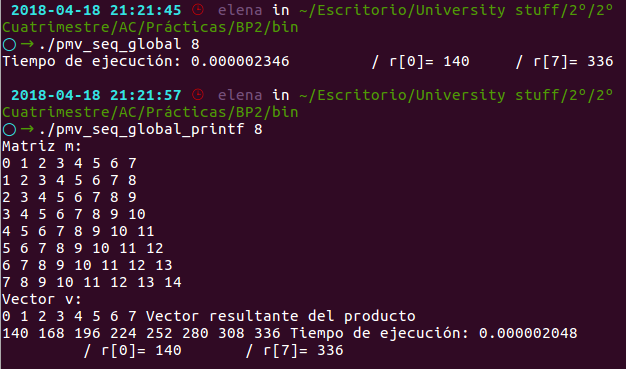 2018-04-18 21:21:45 elena in ~/Escritorio/University stuff/2º/2º
Cuatrimestre/AC/Prácticas/BP2/bin
○ → ./pmv_seq_global 8
Tiempo de ejecución: 0.000002346 / r[0]= 140 / r[7]= 336
2018-04-18 21:21:57 elena in ~/Escritorio/University stuff/2º/2º
Cuatrimestre/AC/Prácticas/BP2/bin
○ → ./pmv_seq_global_printf 8
Matriz m:
0 1 2 3 4 5 6 7
1 2 3 4 5 6 7 8
2 3 4 5 6 7 8 9
3 4 5 6 7 8 9 10
4 5 6 7 8 9 10 11
5 6 7 8 9 10 11 12
6 7 8 9 10 11 12 13
7 8 9 10 11 12 13 14
Vector v:
0 1 2 3 4 5 6 7 Vector resultante del producto
140 168 196 224 252 280 308 336 Tiempo de ejecución: 0.000002048
/ r[0]= 140 / r[7]= 336